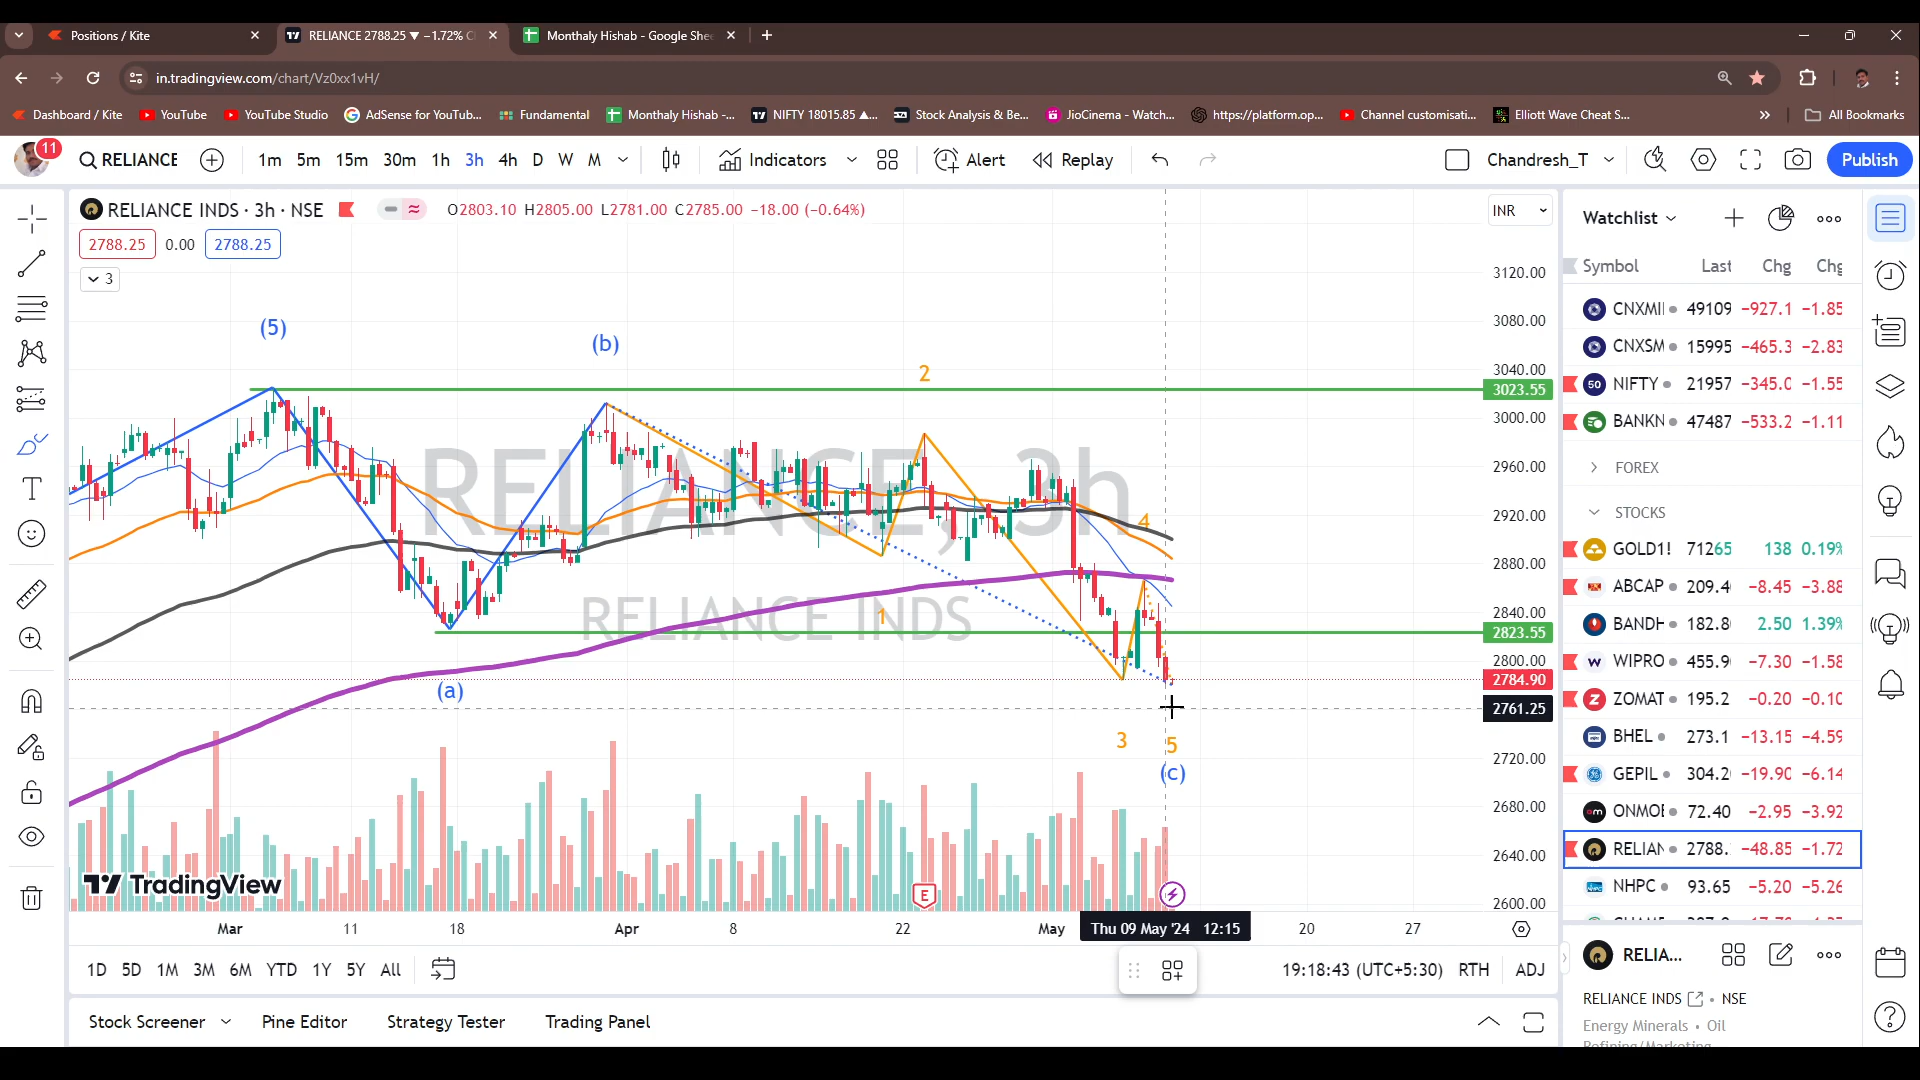 Positions / Kite
RELIANCE 2788.25 ▼ −1.72%
Monthaly Hishab - Google She
in.tradingview.com/chart/Vz0xx1vH/
Dashboard / Kite
YouTube
YouTube Studio
AdSense for YouTub...
Fundamental
Monthaly Hishab -...
NIFTY 18015.85 ▲...
Stock Analysis & Be...
JioCinema - Watch...
https://platform.op...
Channel customisati...
Elliott Wave Cheat S...
All Bookmarks
11
RELIANCE
1m 5m 15m 30m 1h 3h 4h D W M
Indicators
Alert
Replay
Chandresh_T
Publish
RELIANCE INDS · 3h · NSE
O2803.10 H2805.00 L2781.00 C2785.00 −18.00 (−0.64%)
INR
2788.25 0.00 2788.25
3
RELIANCE, 3h
RELIANCE INDS
(5)
(b)
2
4
1
(a)
3
5
(c)
3120.00
3080.00
3040.00
3023.55
3000.00
2960.00
2920.00
2880.00
2840.00
2823.55
2800.00
2784.90
2761.25
2720.00
2680.00
2640.00
2600.00
TradingView
E
Mar 11 18 Apr 8 22 May Thu 09 May '24 12:15 20 27
1D 5D 1M 3M 6M YTD 1Y 5Y All
19:18:43 (UTC+5:30) RTH ADJ
Stock Screener
Pine Editor
Strategy Tester
Trading Panel
Watchlist
Symbol Last Chg Chg
49109 −927.1 −1.85
CNXSM 15995 −465.3 −2.83
50 NIFTY 21957 −345.0 −1.55
BANKN 47487 −533.2 −1.11
FOREX
STOCKS
GOLD1! 71265 138 0.19%
ABCAP 209.4 −8.45 −3.88
BANDH 182.8 2.50 1.39%
W WIPRO 455.9 −7.30 −1.58
Z ZOMAT 195.2 −0.20 −0.10
BHEL 273.1 −13.15 −4.59
GEPIL 304.2 −19.90 −6.14
om ONMOE 72.40 −2.95 −3.92
RELIAN 2788. −48.85 −1.72
NHPC 93.65 −5.20 −5.26
RELIA...
RELIANCE INDS • NSE
Energy Minerals • Oil
Refining/Marketing